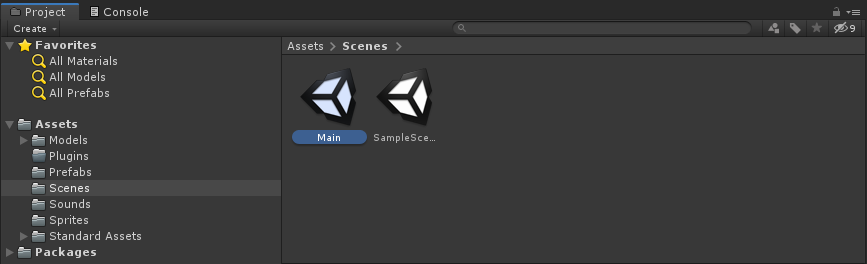 Project
Console
Create
9
Favorites
All Materials
All Models
All Prefabs
Assets
Models
Plugins
Prefabs
Scenes
Sounds
Sprites
Standard Assets
Packages
Assets > Scenes >
Main
SampleSce...